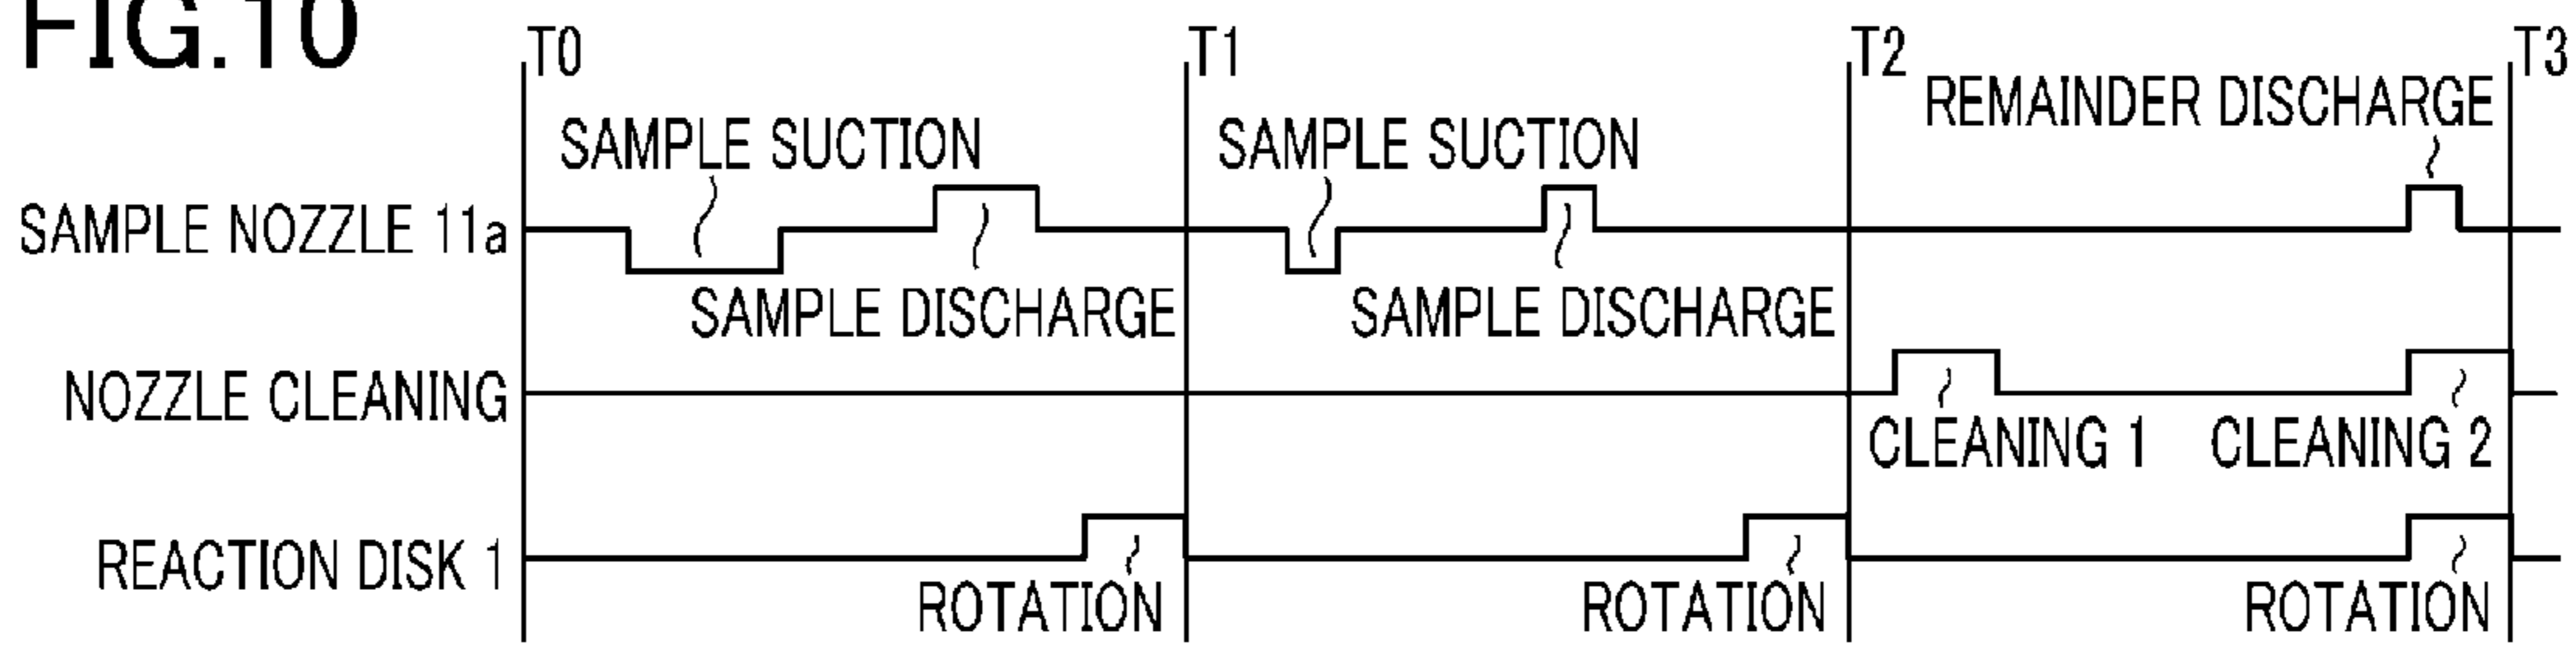 FIG.10
T0
T1
T2
T3
REMAINDER DISCHARGE
SAMPLE SUCTION
SAMPLE SUCTION
SAMPLE NOZZLE 11a
SAMPLE DISCHARGE
SAMPLE DISCHARGE
NOZZLE CLEANING
CLEANING 1
CLEANING 2
REACTION DISK 1
ROTATION
ROTATION
ROTATION